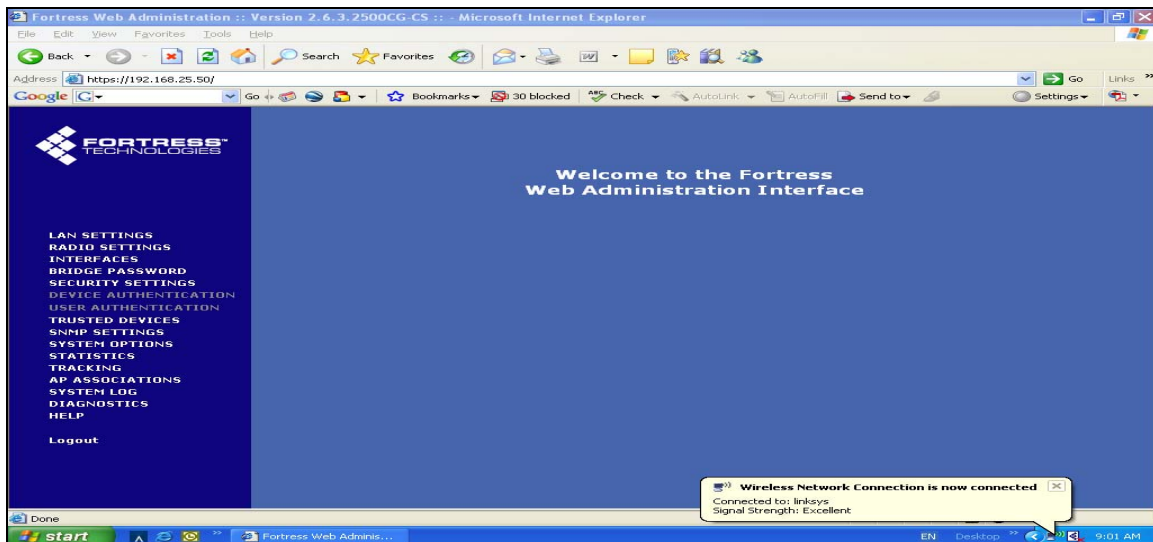 Fortress Web Administration :: Version 2.6.3.2500CG-CS :: - Microsoft Internet Explorer
File Edit View Favorites Tools Help
Back Search Favorites
Address https://192.168.25.50/ Go Links »
Google G Go Bookmarks 30 blocked Check AutoLink AutoFill Send to Settings
FORTRESS™
TECHNOLOGIES
Welcome to the Fortress
Web Administration Interface
LAN SETTINGS
RADIO SETTINGS
INTERFACES
BRIDGE PASSWORD
SECURITY SETTINGS
DEVICE AUTHENTICATION
USER AUTHENTICATION
TRUSTED DEVICES
SNMP SETTINGS
SYSTEM OPTIONS
STATISTICS
TRACKING
AP ASSOCIATIONS
SYSTEM LOG
DIAGNOSTICS
HELP
Logout
Wireless Network Connection is now connected
Connected to: linksys
Signal Strength: Excellent
Done
start » Fortress Web Adminis... EN Desktop » 9:01 AM